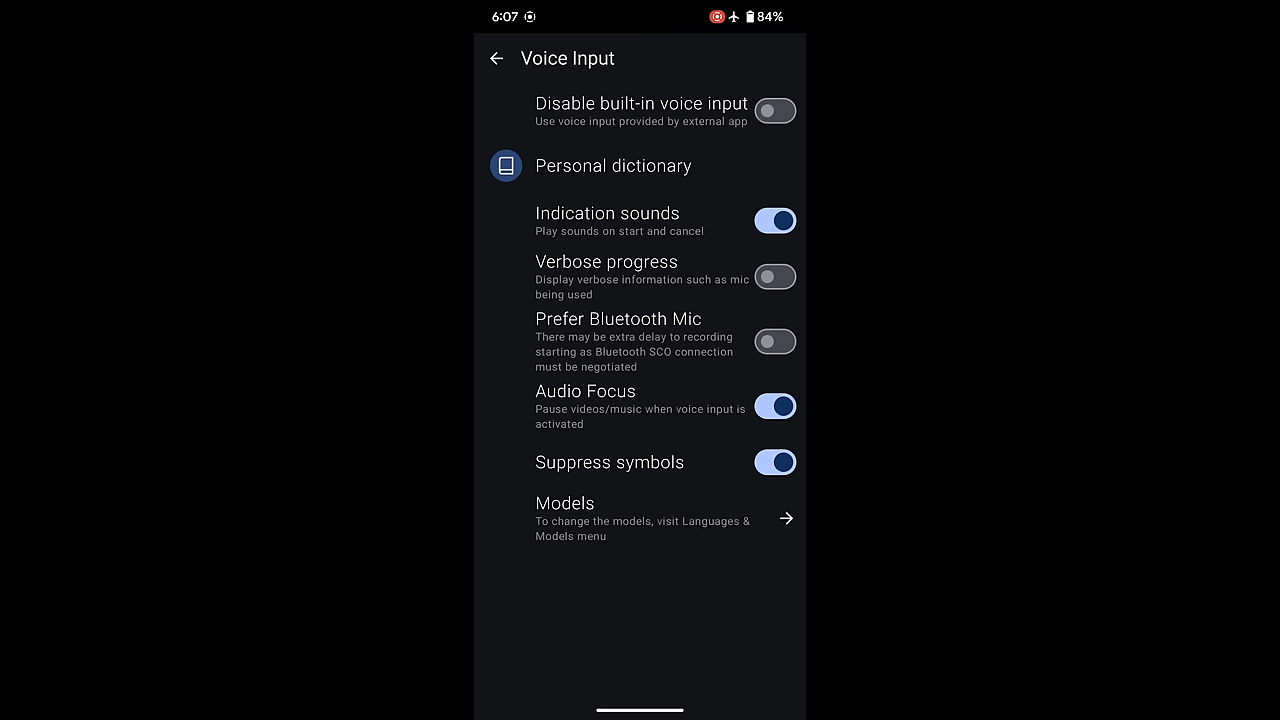 6:07 84%
Voice Input
Disable built-in voice input
Use voice input provided by external app
Personal dictionary
Indication sounds
Play sounds on start and cancel
Verbose progress
Display verbose information such as mic
being used
Prefer Bluetooth Mic
There may be extra delay to recording
starting as Bluetooth SCO connection
must be negotiated
Audio Focus
Pause videos/music when voice input is
activated
Suppress symbols
Models
To change the models, visit Languages &
Models menu